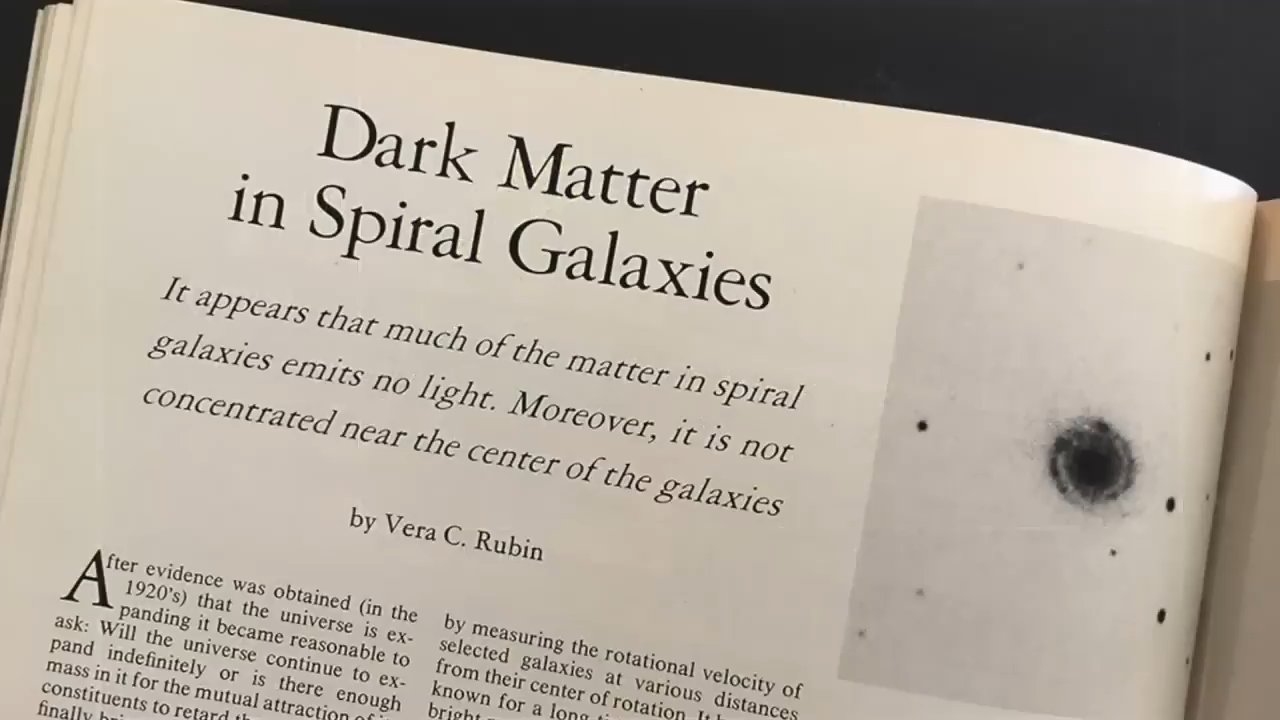 Dark Matter
in Spiral Galaxies
It appears that much of the matter in spiral
galaxies emits no light. Moreover, it is not
concentrated near the center of the galaxies
by Vera C. Rubin
After evidence was obtained (in the
1920's) that the universe is ex-
panding it became reasonable to
ask: Will the universe continue to ex-
pand indefinitely or is there enough
mass in it for the mutual attraction of
constituents to retard
finally
by measuring the rotational velocity of
selected galaxies at various distances
from their center of rotation. It
known for a long
bright